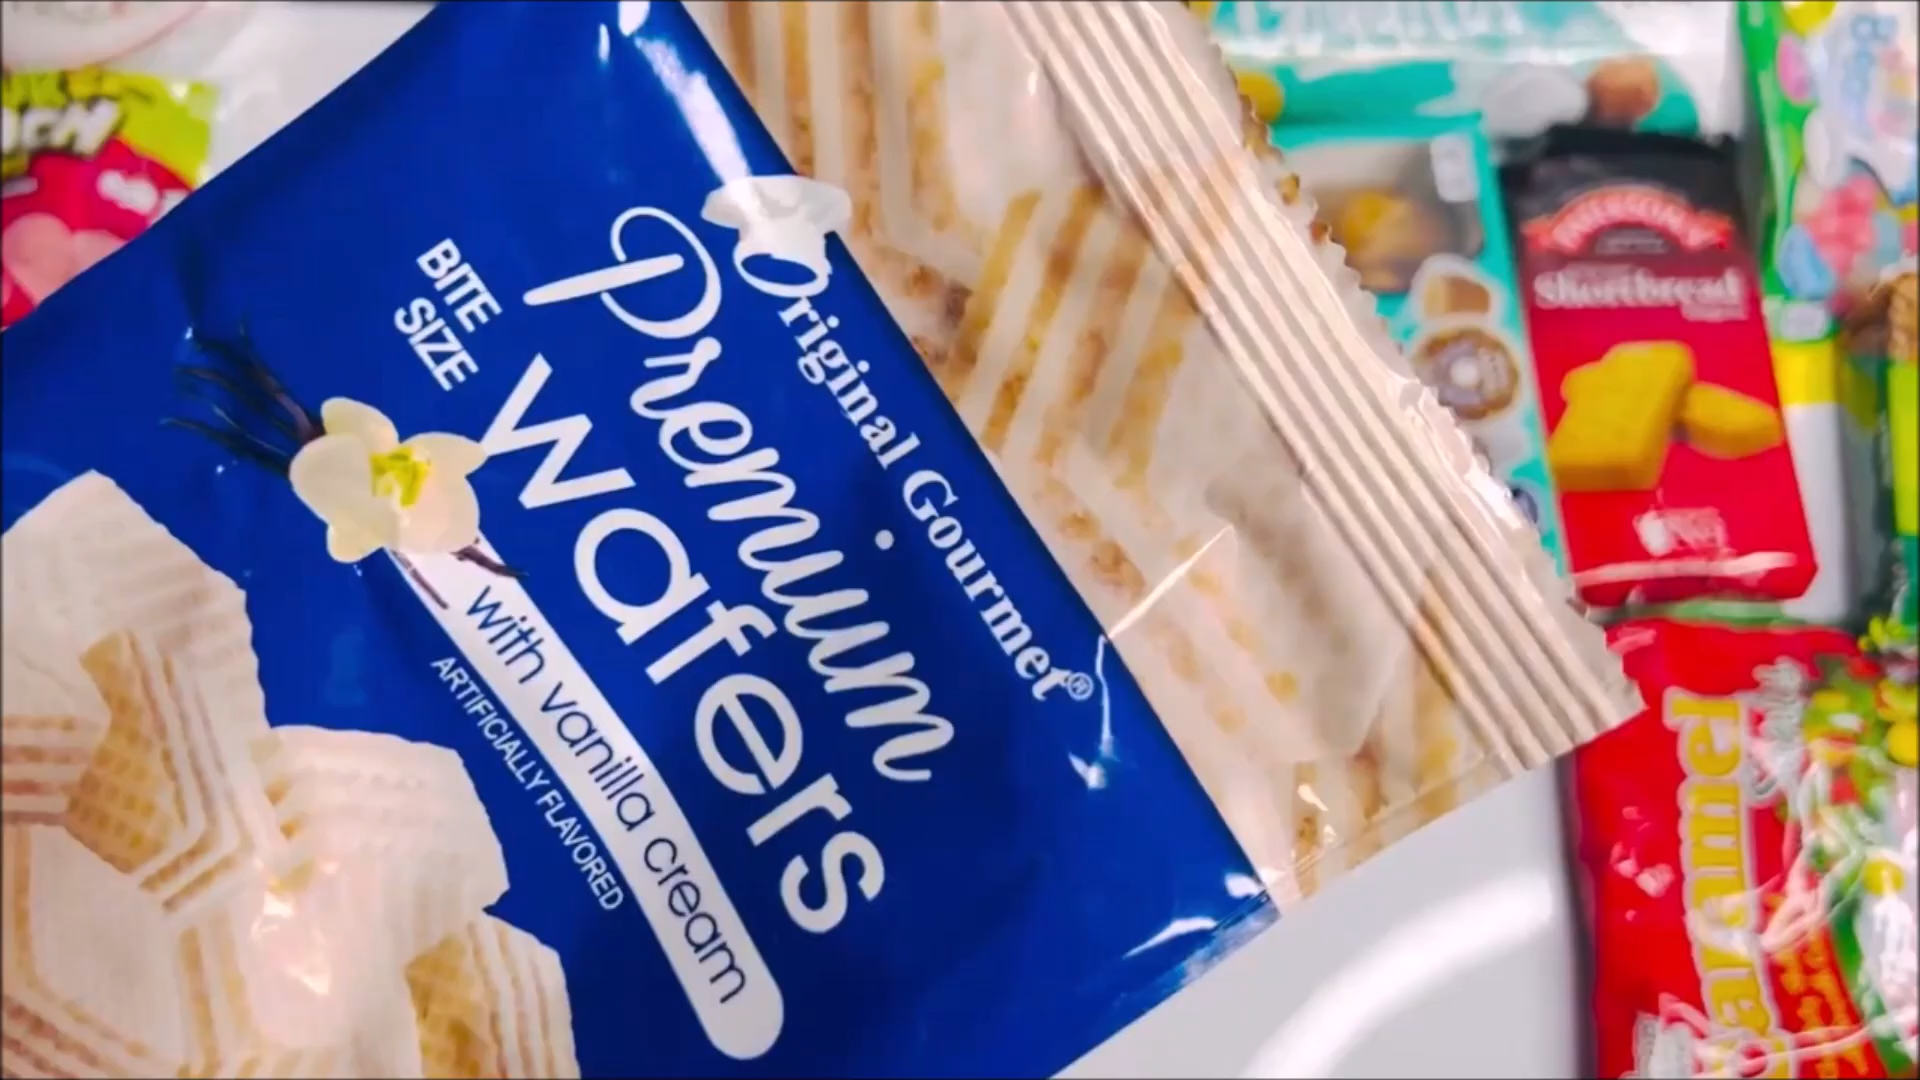 Original Gourmet®
Premium
wafers
BITE
SIZE
with vanilla cream
ARTIFICIALLY FLAVORED
Shortbread